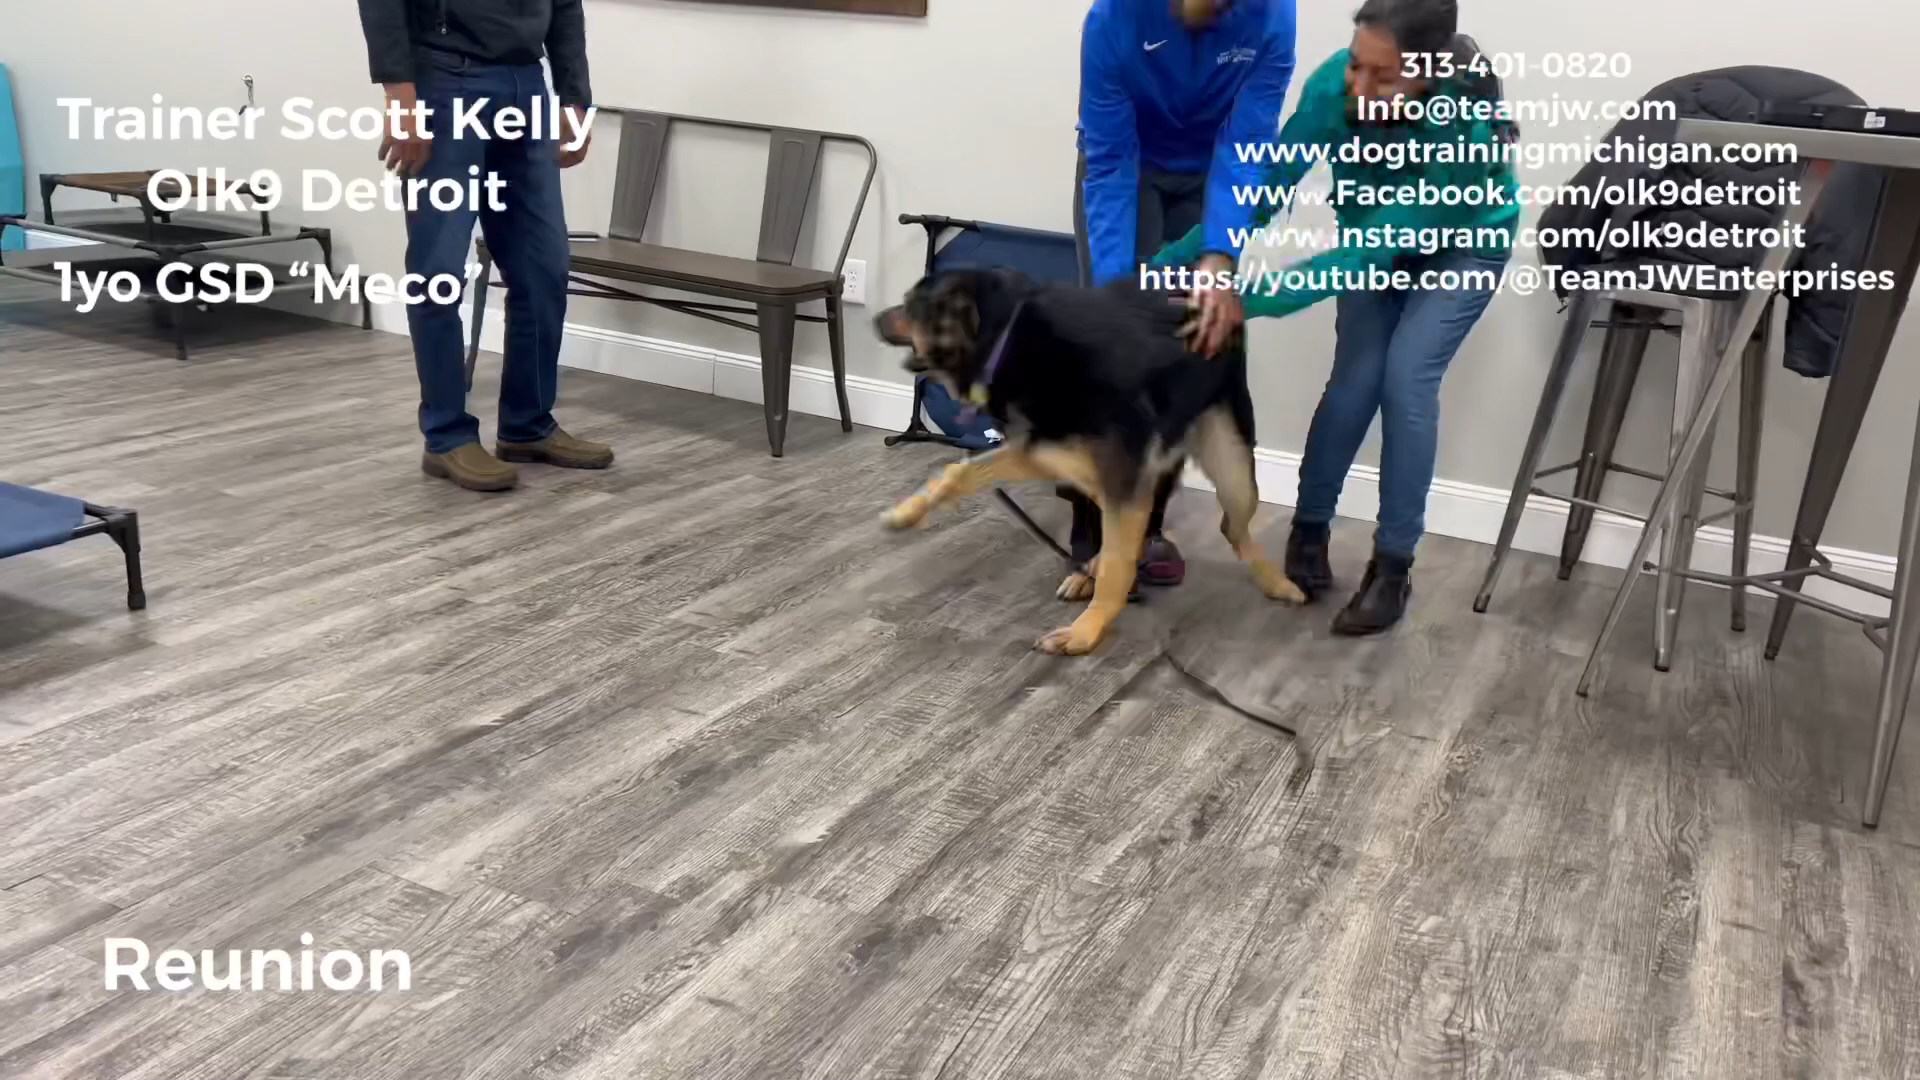 Trainer Scott Kelly
Olk9 Detroit
1yo GSD “Meco”
313-401-0820
Info@teamjw.com
www.dogtrainingmichigan.com
www.Facebook.com/olk9detroit
www.instagram.com/olk9detroit
https://youtube.com/@TeamJWEnterprises
Reunion